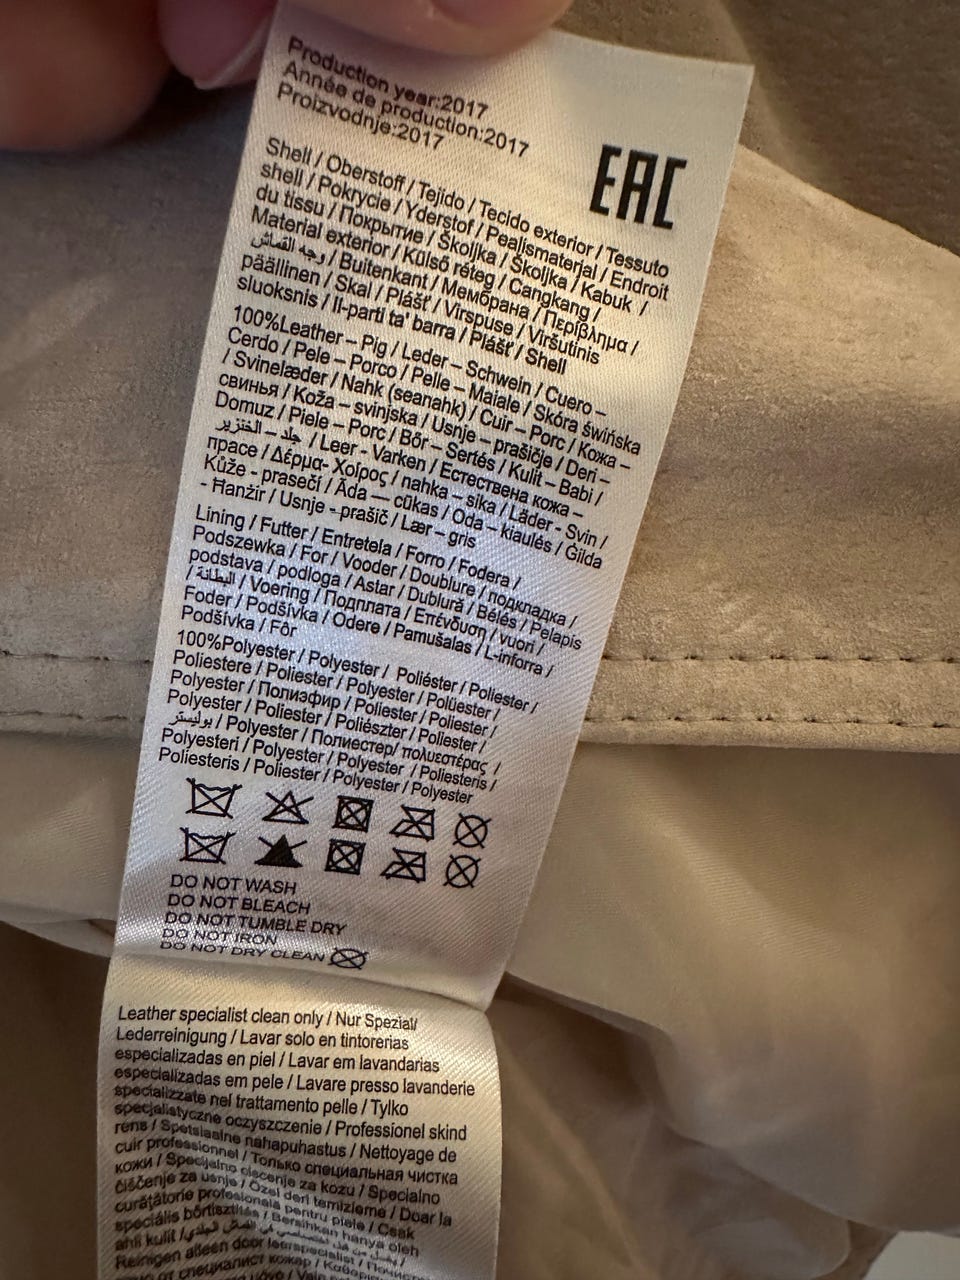 Production year:2017
Année de production:2017
Proizvodnje:2017
EAC
Shell / Oberstoff / Tejido / Tecido exterior / Tessuto
shell / Pokrycie / Yderstof / Pealismaterjal / Endroit
du tissu / Покрытие / Školjka / Školjka / Kabuk /
Material exterior / Külső réteg / Cangkang /
وجه القماش / Buitenkant / Мембрана / Περίβλημα /
päällinen / Skal / Plášť / Virspuse / Viršutinis
sluoksnis / Il-parti ta' barra / Plášť / Shell
100%Leather – Pig / Leder – Schwein / Cuero –
Cerdo / Pele – Porco / Pelle – Maiale / Skóra świńska
/ Svinelæder / Nahk (seanahk) / Cuir – Porc / Кожа –
свинья / Koža – svinjska / Usnje – prašičje / Deri –
Domuz / Piele – Porc / Bőr – Sertés / Kulit – Babi /
جلد – الخنزير / Leer - Varken / Естествена кожа –
прасе / Δέρμα- Χοίρος / nahka – sika / Läder - Svin /
Kůže - prasečí / Āda — cūkas / Oda – kiaulės / Ġilda
- Ħanżir / Usnje - prašič / Lær – gris
Lining / Futter / Entretela / Forro / Fodera /
Podszewka / For / Vooder / Doublure / подкладка /
podstava / podloga / Astar / Dublură / Bélés / Pelapis
/ البطانة / Voering / Подплата / Επένδυση / vuori /
Foder / Podšívka / Odere / Pamušalas / L-inforra /
Podšívka / Fôr
100%Polyester / Polyester / Poliéster / Poliester /
Poliestere / Poliester / Polyester / Polüester /
Polyester / Полиэфир / Poliester / Poliester /
Polyester / Poliester / Poliészter / Poliester /
بوليستر / Polyester / Полиестер/ πολυεστέρας /
Polyesteri / Polyester / Polyester / Poliesteris /
Poliesteris / Poliester / Polyester / Polyester
DO NOT WASH
DO NOT BLEACH
DO NOT TUMBLE DRY
DO NOT IRON
DO NOT DRY CLEAN
Leather specialist clean only / Nur Spezial/
Lederreinigung / Lavar solo en tintorerias
especializadas en piel / Lavar em lavandarias
especializadas em pele / Lavare presso lavanderie
specializzate nel trattamento pelle / Tylko
specjalistyczne oczyszczenie / Professionel skind
rens / Spetsiaalne nahapuhastus / Nettoyage de
cuir professionnel / Только специальная чистка
кожи / Specijalno ciscenje za kozu / Specialno
čiščenje za usnje / Özel deri temizleme / Doar la
curăţătorie profesionala pentru piele / Csak
speciális bőrtisztítás / Bersihkan hanya oleh
ahli kulit /
Reinigen alleen door leerspecialist /
специалист кожар /